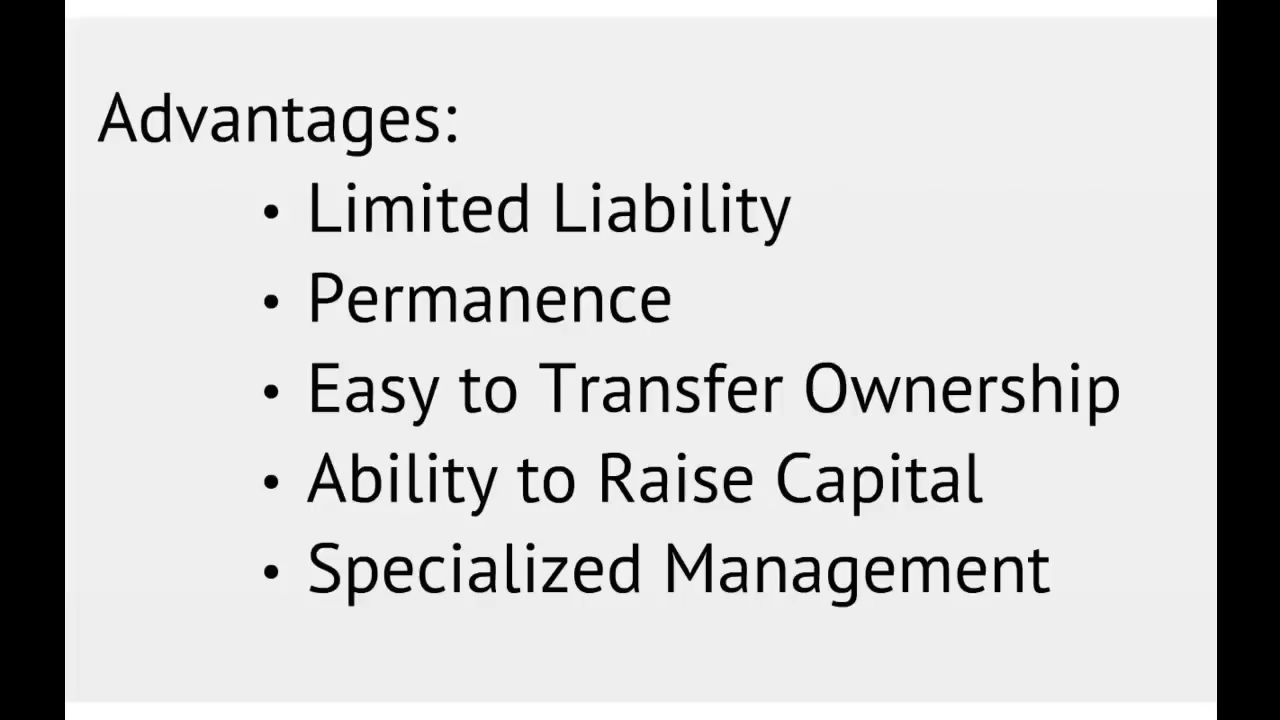 Advantages:
• Limited Liability
• Permanence
• Easy to Transfer Ownership
• Ability to Raise Capital
• Specialized Management